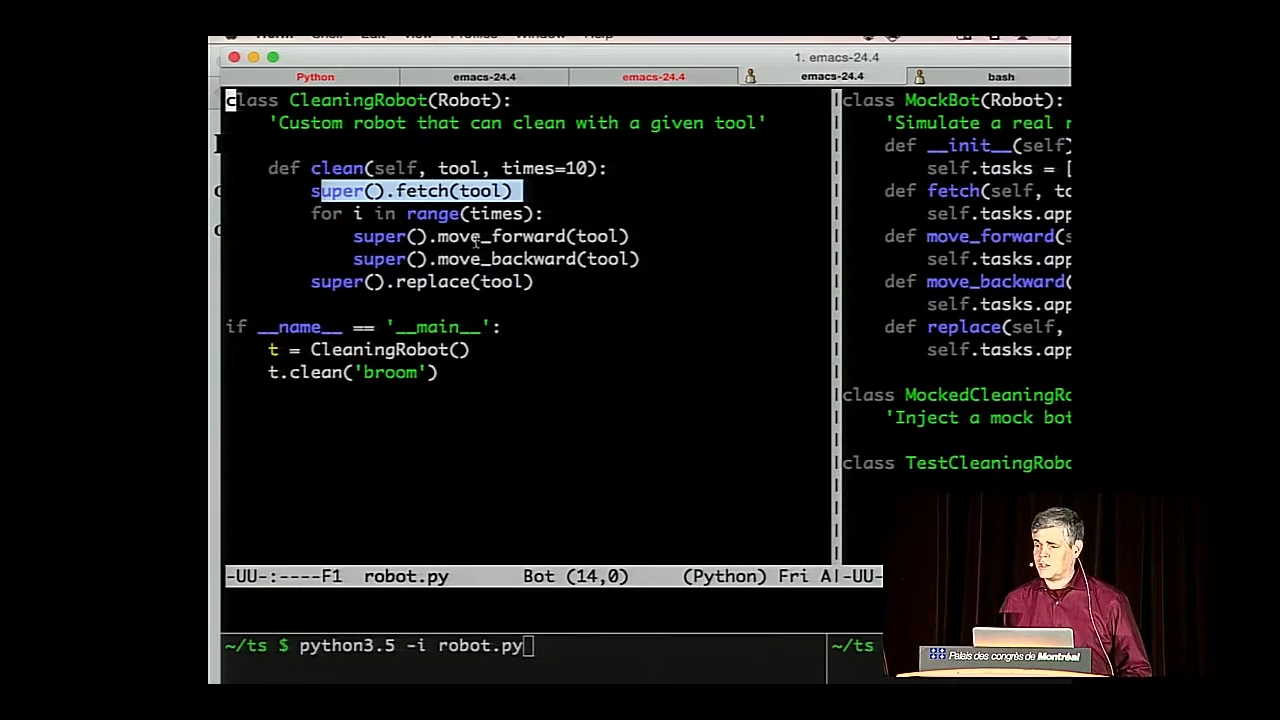 1. emacs-24.4
Python
emacs-24.4
emacs-24.4
emacs-24.4
bash
class CleaningRobot(Robot):
'Custom robot that can clean with a given tool'
def clean(self, tool, times=10):
super().fetch(tool)
for i in range(times):
super().move_forward(tool)
super().move_backward(tool)
super().replace(tool)
if __name__ == '__main__':
t = CleaningRobot()
t.clean('broom')
-UU-:----F1 robot.py Bot (14,0) (Python) Fri A
~/ts $ python3.5 -i robot.py
class MockBot(Robot):
'Simulate a real r
def __init__(self)
self.tasks = [
def fetch(self, to
self.tasks.app
def move_forward(s
self.tasks.app
def move_backward(
self.tasks.app
def replace(self,
self.tasks.app
class MockedCleaningRo
'Inject a mock bot
class TestCleaningRobo
-UU-
~/ts
Palais des congrès de Montréal